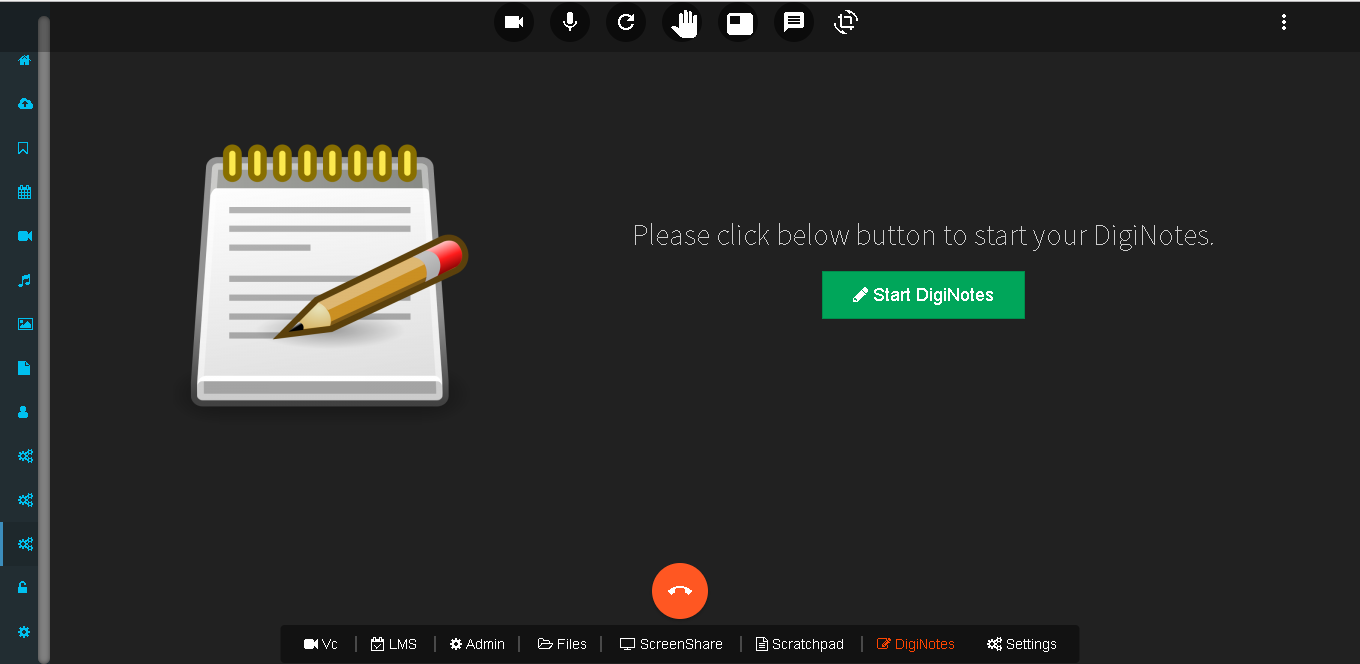 Please click below button to start your DigiNotes.
Start DigiNotes
Vc | LMS | Admin | Files | ScreenShare | Scratchpad | DigiNotes Settings